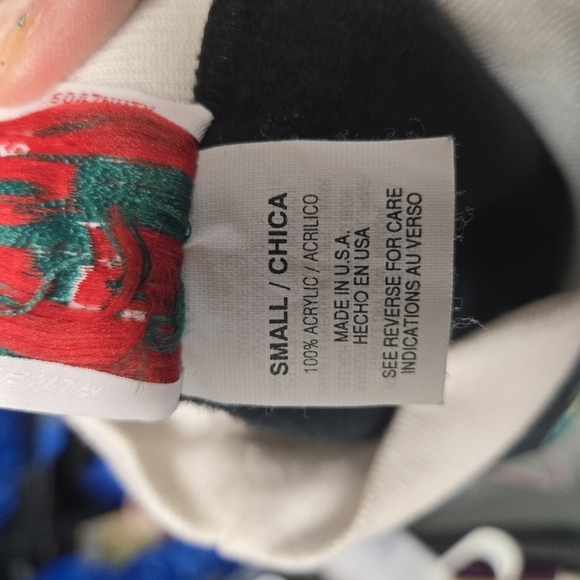 SMALL / CHICA
100% ACRYLIC / ACRILICO
MADE IN U.S.A.
HECHO EN USA
SEE REVERSE FOR CARE
INDICATIONS AU VERSO